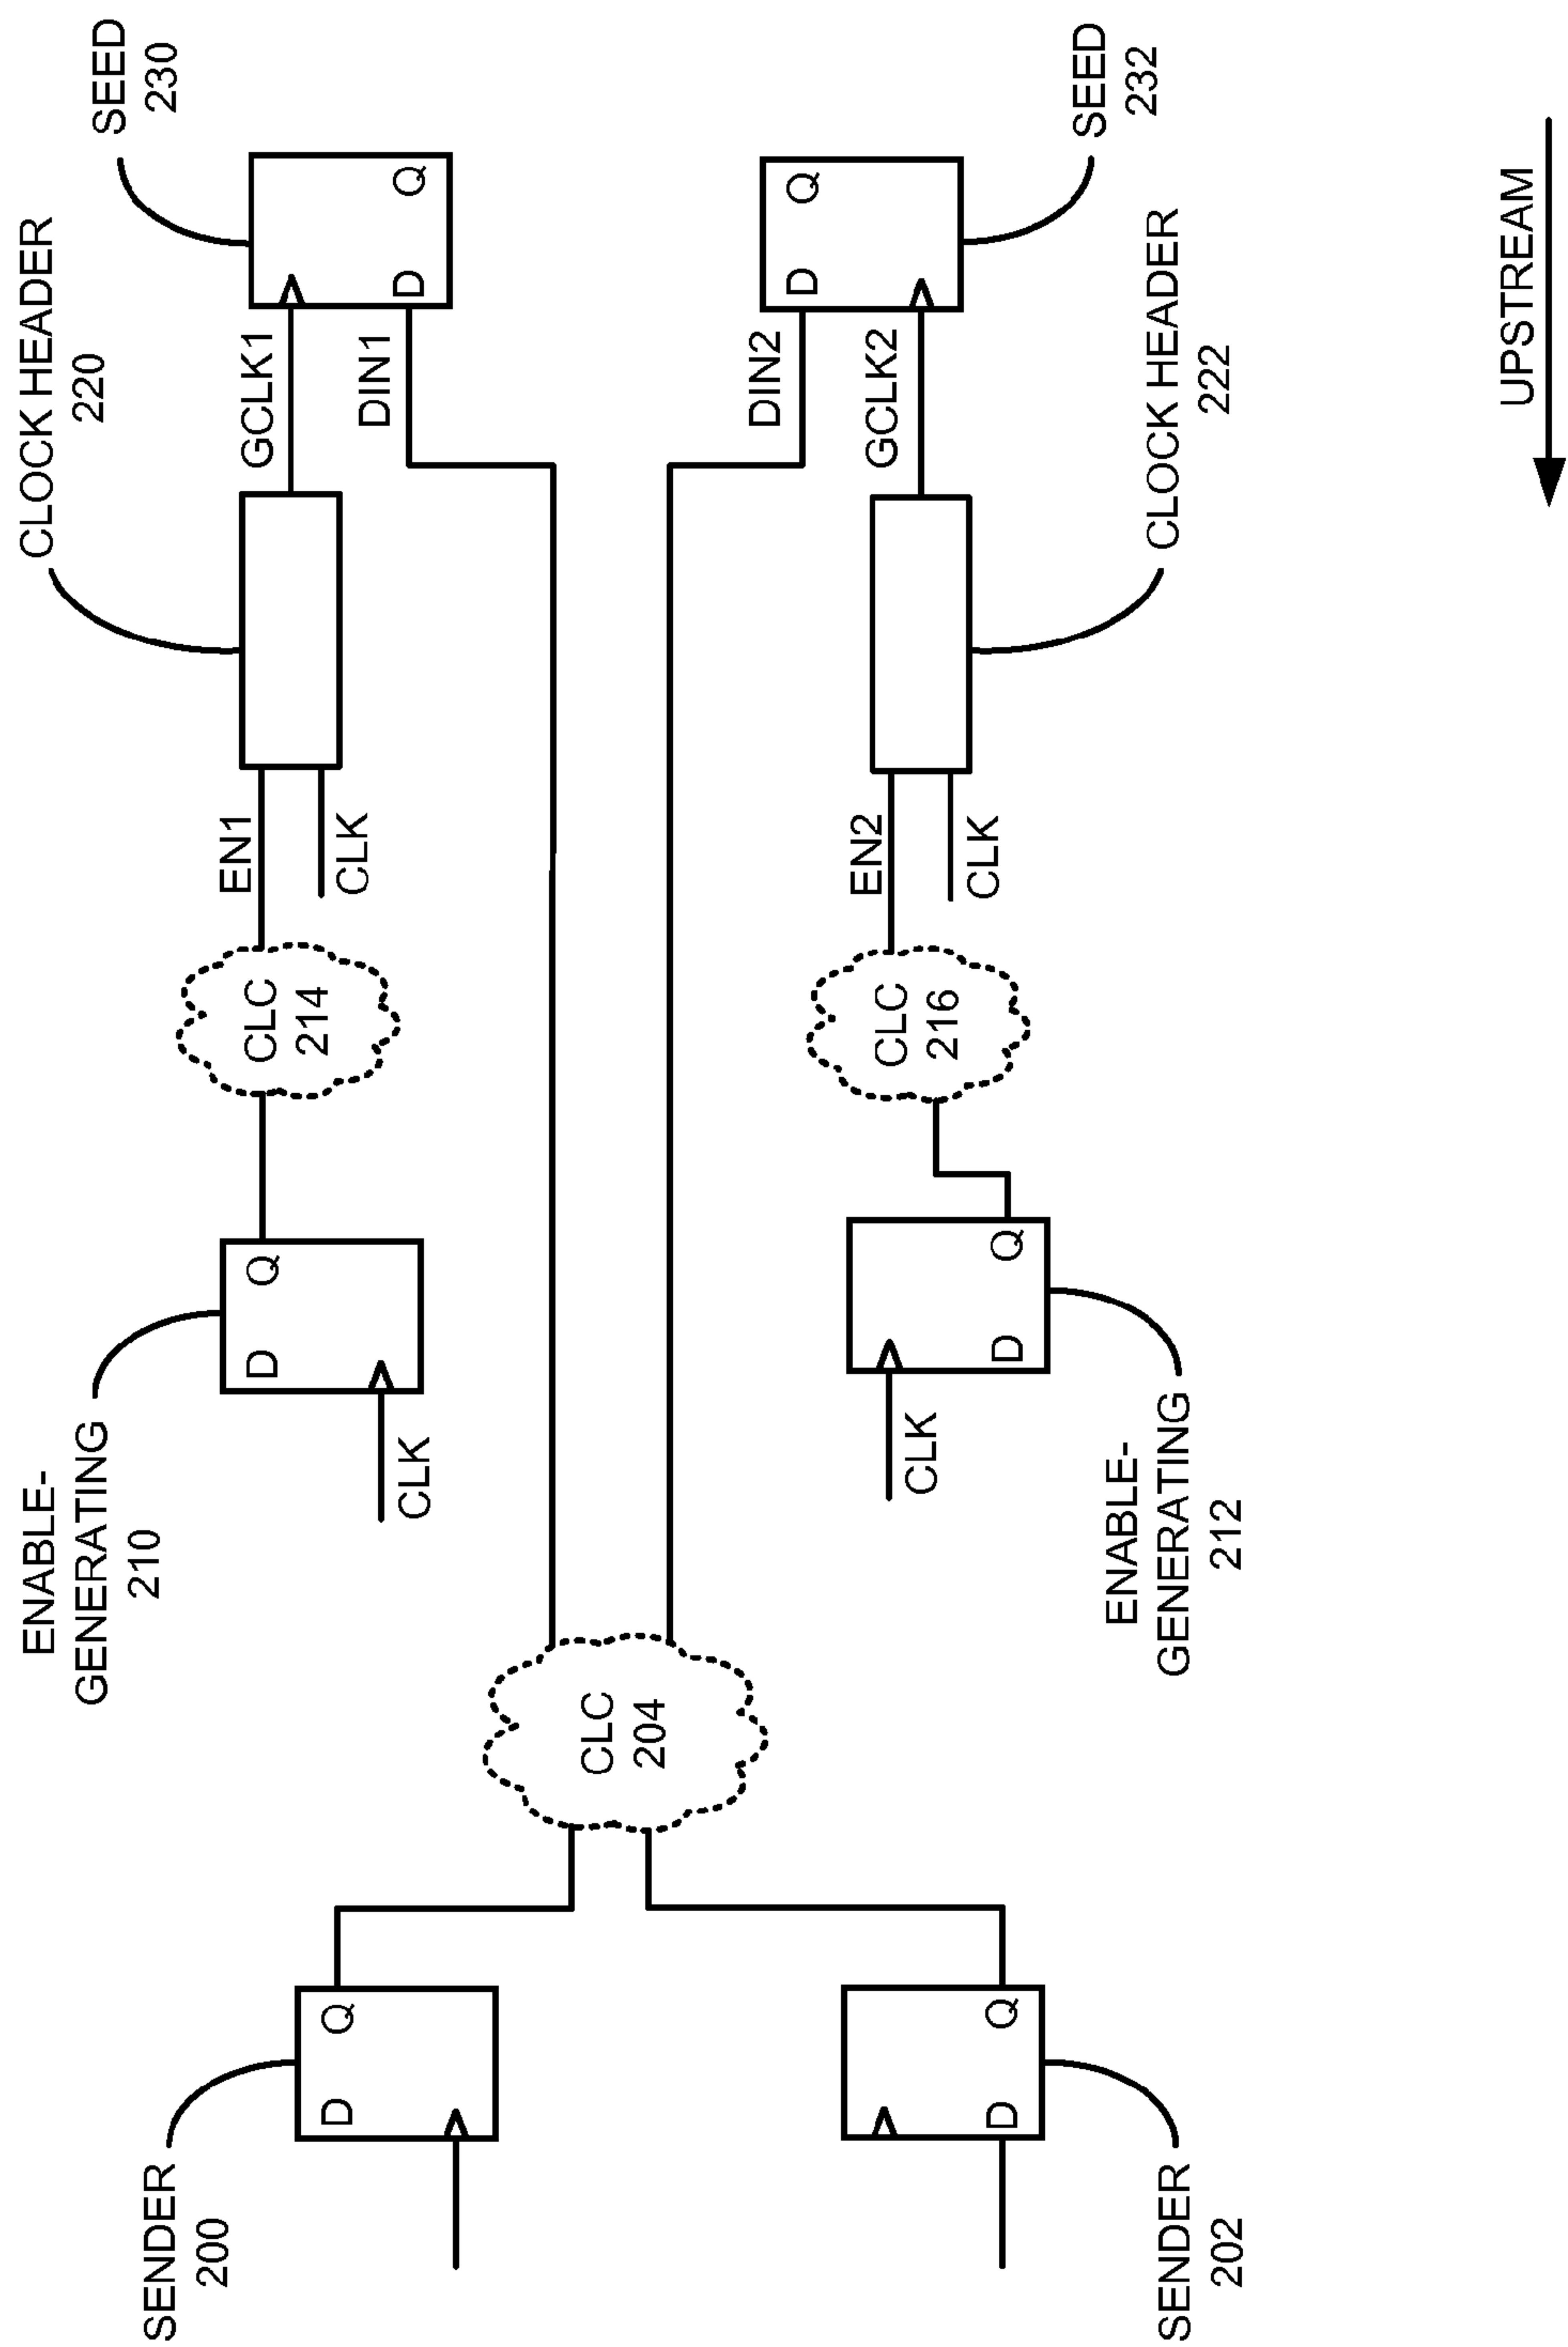 SENDER
200
D
Q
SENDER
202
D
Q
CLC
204
ENABLE-
GENERATING
210
D
Q
CLK
ENABLE-
GENERATING
212
CLK
D
Q
CLC
214
CLC
216
EN1
CLK
EN2
CLK
CLOCK HEADER
220
CLOCK HEADER
222
GCLK1
DIN1
DIN2
GCLK2
SEED
230
D
Q
D
Q
SEED
232
UPSTREAM